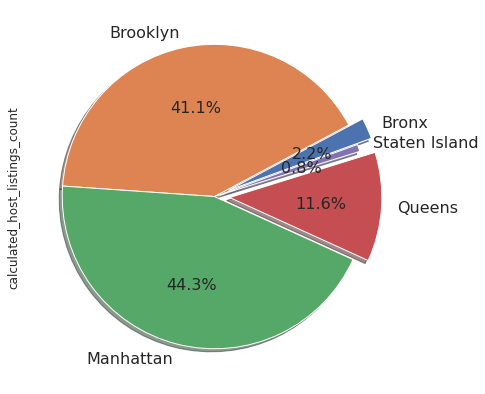 Brooklyn
41.1%
Bronx
2.2%
Staten Island
0.8%
11.6%
Queens
44.3%
Manhattan
calculated_host_listings_count